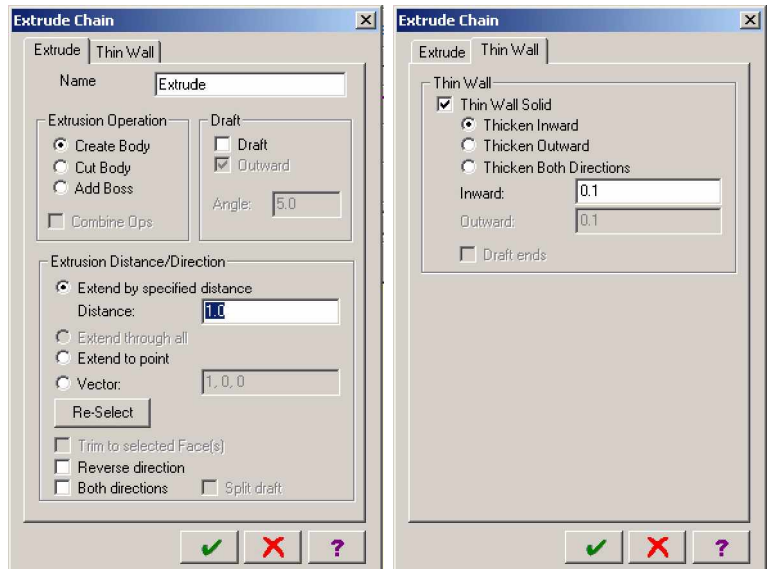 Extrude Chain
Extrude Thin Wall
Name Extrude
Extrusion Operation
Create Body
Cut Body
Add Boss
Combine Ops
Draft
Draft
Outward
Angle: 5.0
Extrusion Distance/Direction
Extend by specified distance
Distance: 1.0
Extend through all
Extend to point
Vector: 1, 0, 0
Re-Select
Trim to selected Face(s)
Reverse direction
Both directions Split draft
?
Extrude Chain
Extrude Thin Wall
Thin Wall
Thin Wall Solid
Thicken Inward
Thicken Outward
Thicken Both Directions
Inward: 0.1
Outward: 0.1
Draft ends
?